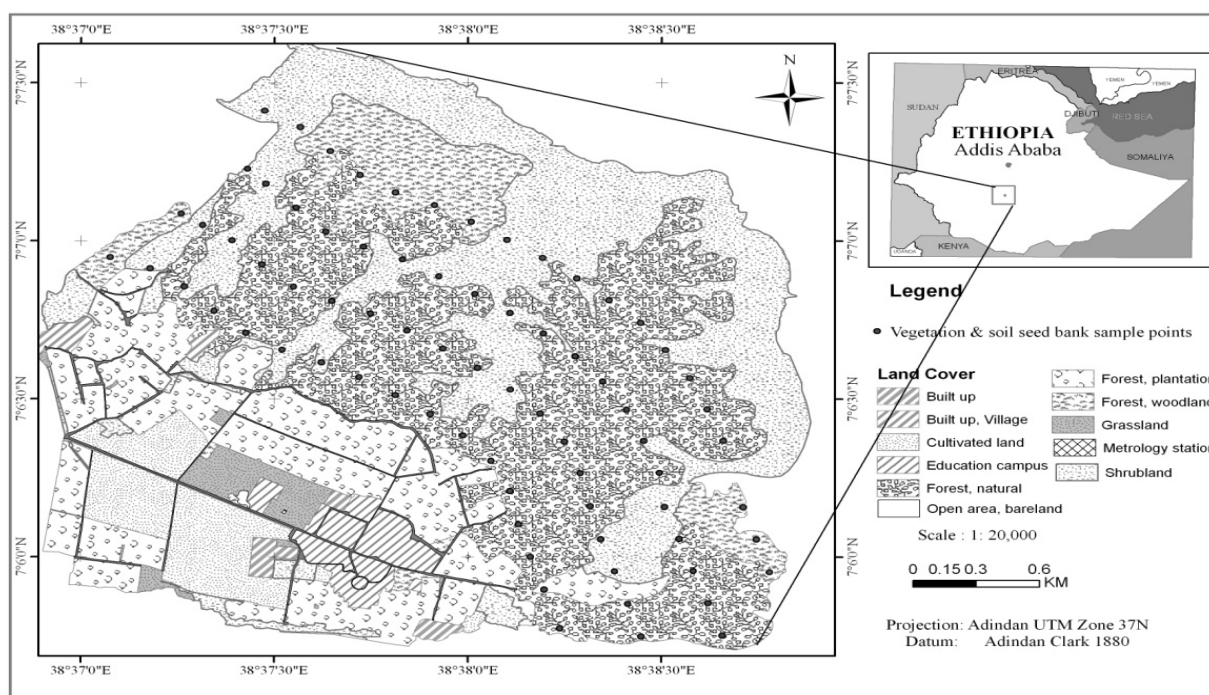 38°37'0"E 38°37'30"E 38°38'0"E 38°38'30"E
7°7'30"N
7°7'0"N
7°6'30"N
7°6'0"N
N
7°7'30"N
7°7'0"N
7°6'30"N
7°6'0"N
38°37'0"E 38°37'30"E 38°38'0"E 38°38'30"E
ERITREA
YEMEN
YEMEN
SUDAN
DJIBUTI
RED SEA
ETHIOPIA
Addis Ababa
SOMALIYA
KENYA
UGANDA
Legend
Vegetation & soil seed bank sample points
Land Cover
Built up
Built up, Village
Cultivated land
Education campus
Forest, natural
Open area, bareland
Forest, plantation
Forest, woodland
Grassland
Metrology station
Shrubland
Scale : 1: 20,000
0 0.15 0.3 0.6
KM
Projection: Adindan UTM Zone 37N
Datum: Adindan Clark 1880